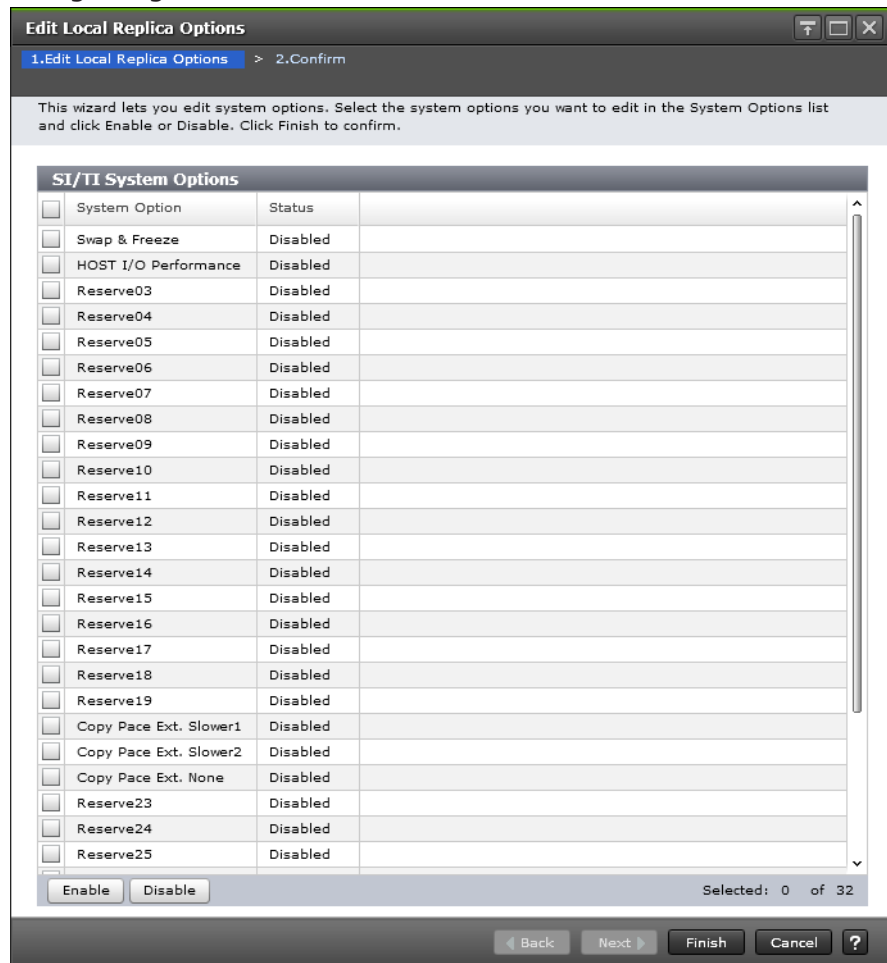 Edit Local Replica Options
1.Edit Local Replica Options > 2.Confirm
This wizard lets you edit system options. Select the system options you want to edit in the System Options list
and click Enable or Disable. Click Finish to confirm.
SI/TI System Options
System Option Status
Swap & Freeze Disabled
HOST I/O Performance Disabled
Reserve03 Disabled
Reserve04 Disabled
Reserve05 Disabled
Reserve06 Disabled
Reserve07 Disabled
Reserve08 Disabled
Reserve09 Disabled
Reserve10 Disabled
Reserve11 Disabled
Reserve12 Disabled
Reserve13 Disabled
Reserve14 Disabled
Reserve15 Disabled
Reserve16 Disabled
Reserve17 Disabled
Reserve18 Disabled
Reserve19 Disabled
Copy Pace Ext. Slower1 Disabled
Copy Pace Ext. Slower2 Disabled
Copy Pace Ext. None Disabled
Reserve23 Disabled
Reserve24 Disabled
Reserve25 Disabled
Enable Disable Selected: 0 of 32
Back Next Finish Cancel ?